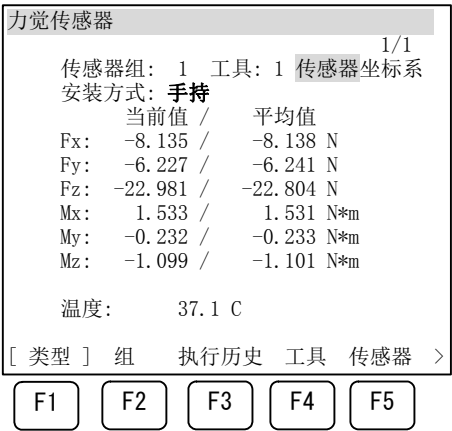 力觉传感器
1/1
传感器组: 1 工具: 1 传感器坐标系
安装方式: 手持
当前值 / 平均值
Fx: -8.135 / -8.138 N
Fy: -6.227 / -6.241 N
Fz: -22.981 / -22.804 N
Mx: 1.533 / 1.531 N*m
My: -0.232 / -0.233 N*m
Mz: -1.099 / -1.101 N*m
温度: 37.1 C
[ 类型 ] 组 执行历史 工具 传感器 >
F1 F2 F3 F4 F5